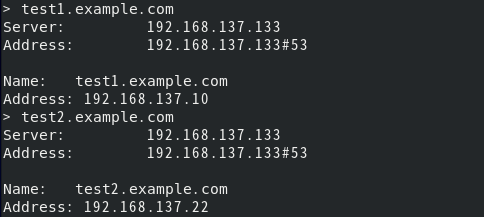 > test1.example.com
Server:         192.168.137.133
Address:        192.168.137.133#53

Name:   test1.example.com
Address: 192.168.137.10
> test2.example.com
Server:         192.168.137.133
Address:        192.168.137.133#53

Name:   test2.example.com
Address: 192.168.137.22